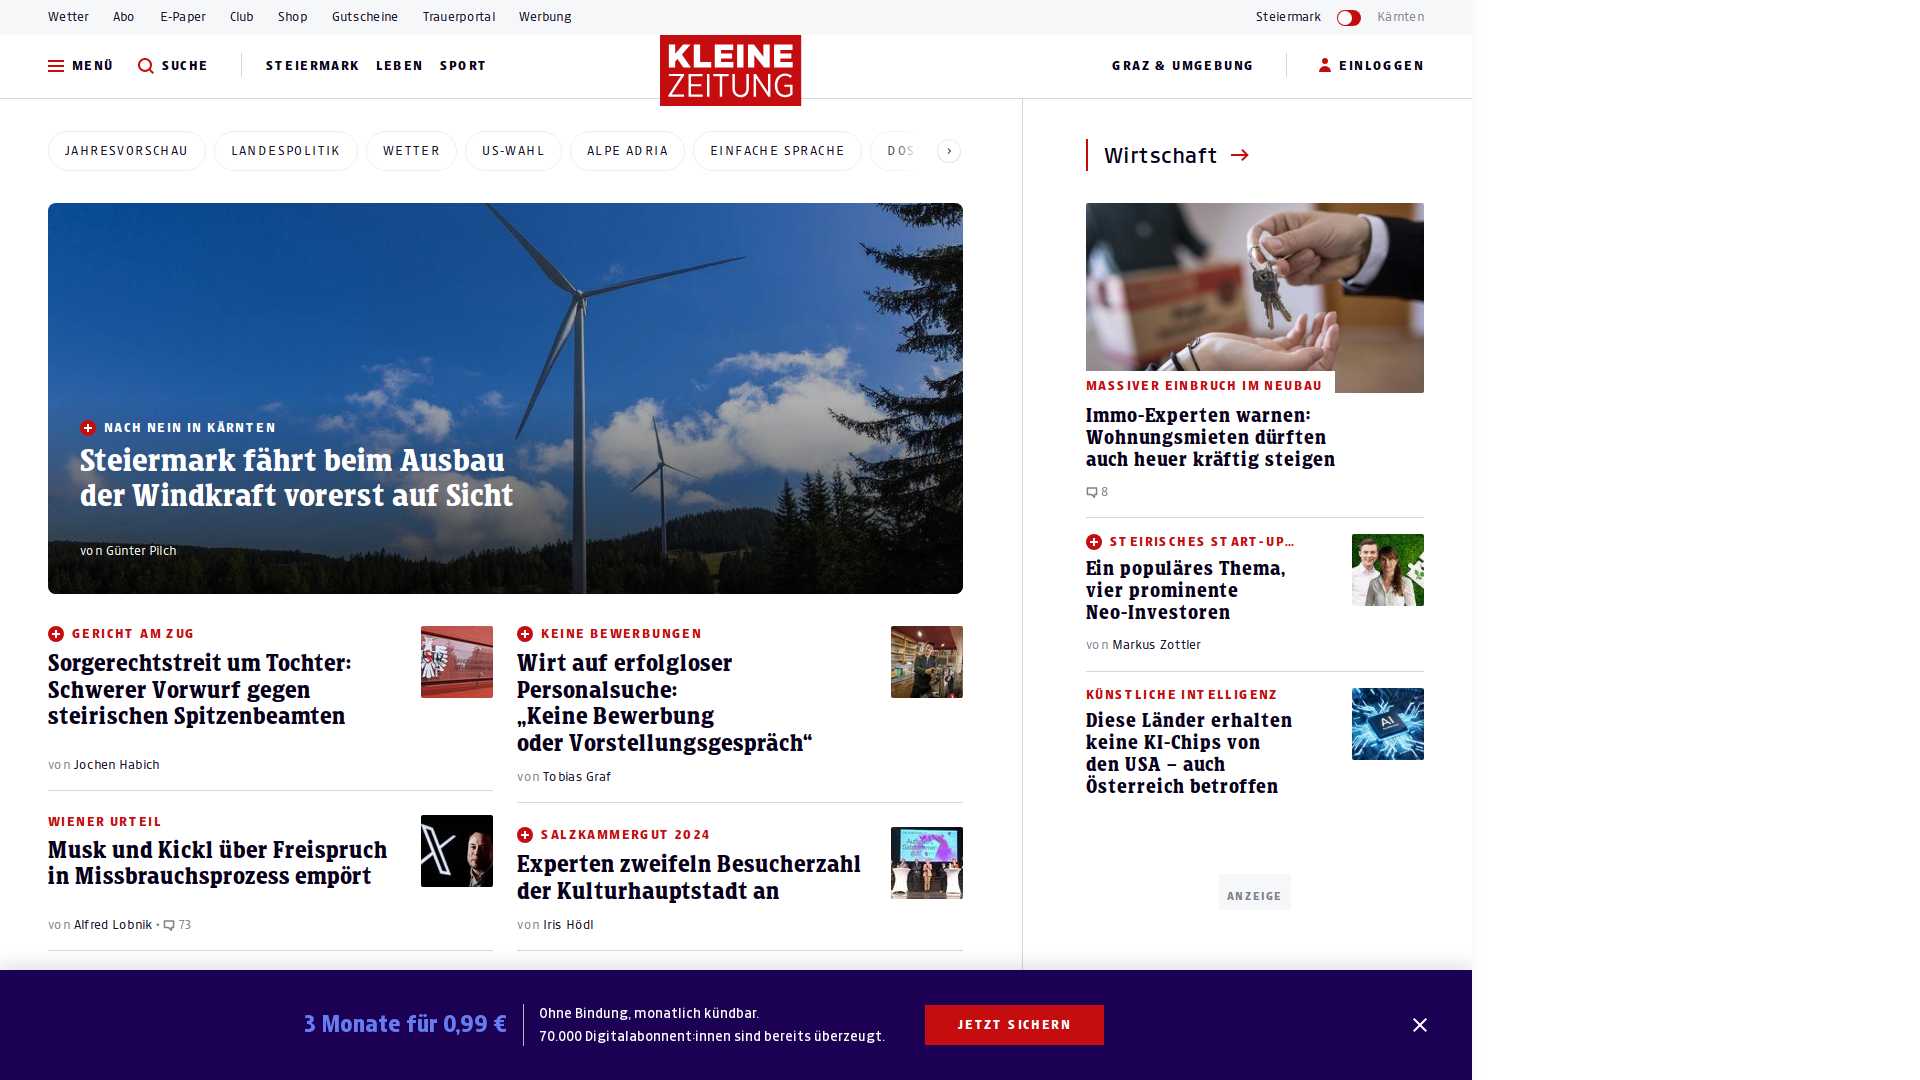 Wetter Abo E-Paper Club Shop Gutscheine Trauerportal Werbung
Steiermark Kärnten
MENÜ SUCHE STEIERMARK LEBEN SPORT
KLEINE
ZEITUNG
GRAZ & UMGEBUNG EINLOGGEN
JAHRESVORSCHAU LANDESPOLITIK WETTER US-WAHL ALPE ADRIA EINFACHE SPRACHE DOS
NACH NEIN IN KÄRNTEN
Steiermark fährt beim Ausbau
der Windkraft vorerst auf Sicht
von Günter Pilch
GERICHT AM ZUG
Sorgerechtstreit um Tochter:
Schwerer Vorwurf gegen
steirischen Spitzenbeamten
von Jochen Habich
KEINE BEWERBUNGEN
Wirt auf erfolgloser
Personalsuche:
„Keine Bewerbung
oder Vorstellungsgespräch“
von Tobias Graf
WIENER URTEIL
Musk und Kickl über Freispruch
in Missbrauchsprozess empört
von Alfred Lobnik • 73
SALZKAMMERGUT 2024
Experten zweifeln Besucherzahl
der Kulturhauptstadt an
von Iris Hödl
Wirtschaft
MASSIVER EINBRUCH IM NEUBAU
Immo-Experten warnen:
Wohnungsmieten dürften
auch heuer kräftig steigen
8
STEIRISCHES START-UP…
Ein populäres Thema,
vier prominente
Neo-Investoren
von Markus Zottler
KÜNSTLICHE INTELLIGENZ
Diese Länder erhalten
keine KI-Chips von
den USA – auch
Österreich betroffen
AI
ANZEIGE
3 Monate für 0,99 €
Ohne Bindung, monatlich kündbar.
70.000 Digitalabonnent:innen sind bereits überzeugt.
JETZT SICHERN